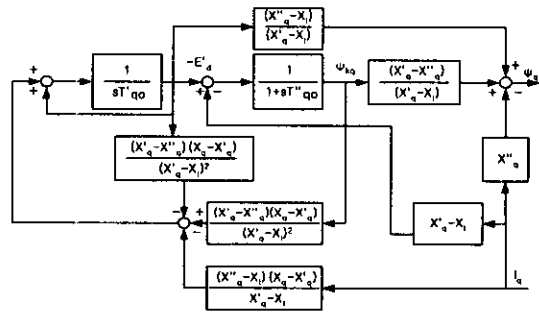 (X"q-Xl)
(X'q-Xl)
+
+
+
1
sT'qo
-E'd
+
-
1
1+sT"qo
Ψkq
(X'q-X"q)
(X'q-Xl)
+
+
-
Ψq
(X'q-X"q) (Xq-X'q)
(X'q-Xl)²
X"q
-
+
-
(X'q-X"q)(Xq-X'q)
(X'q-Xl)²
X'q-Xl
(X"q-Xl) (Xq-X'q)
X'q-Xl
Iq